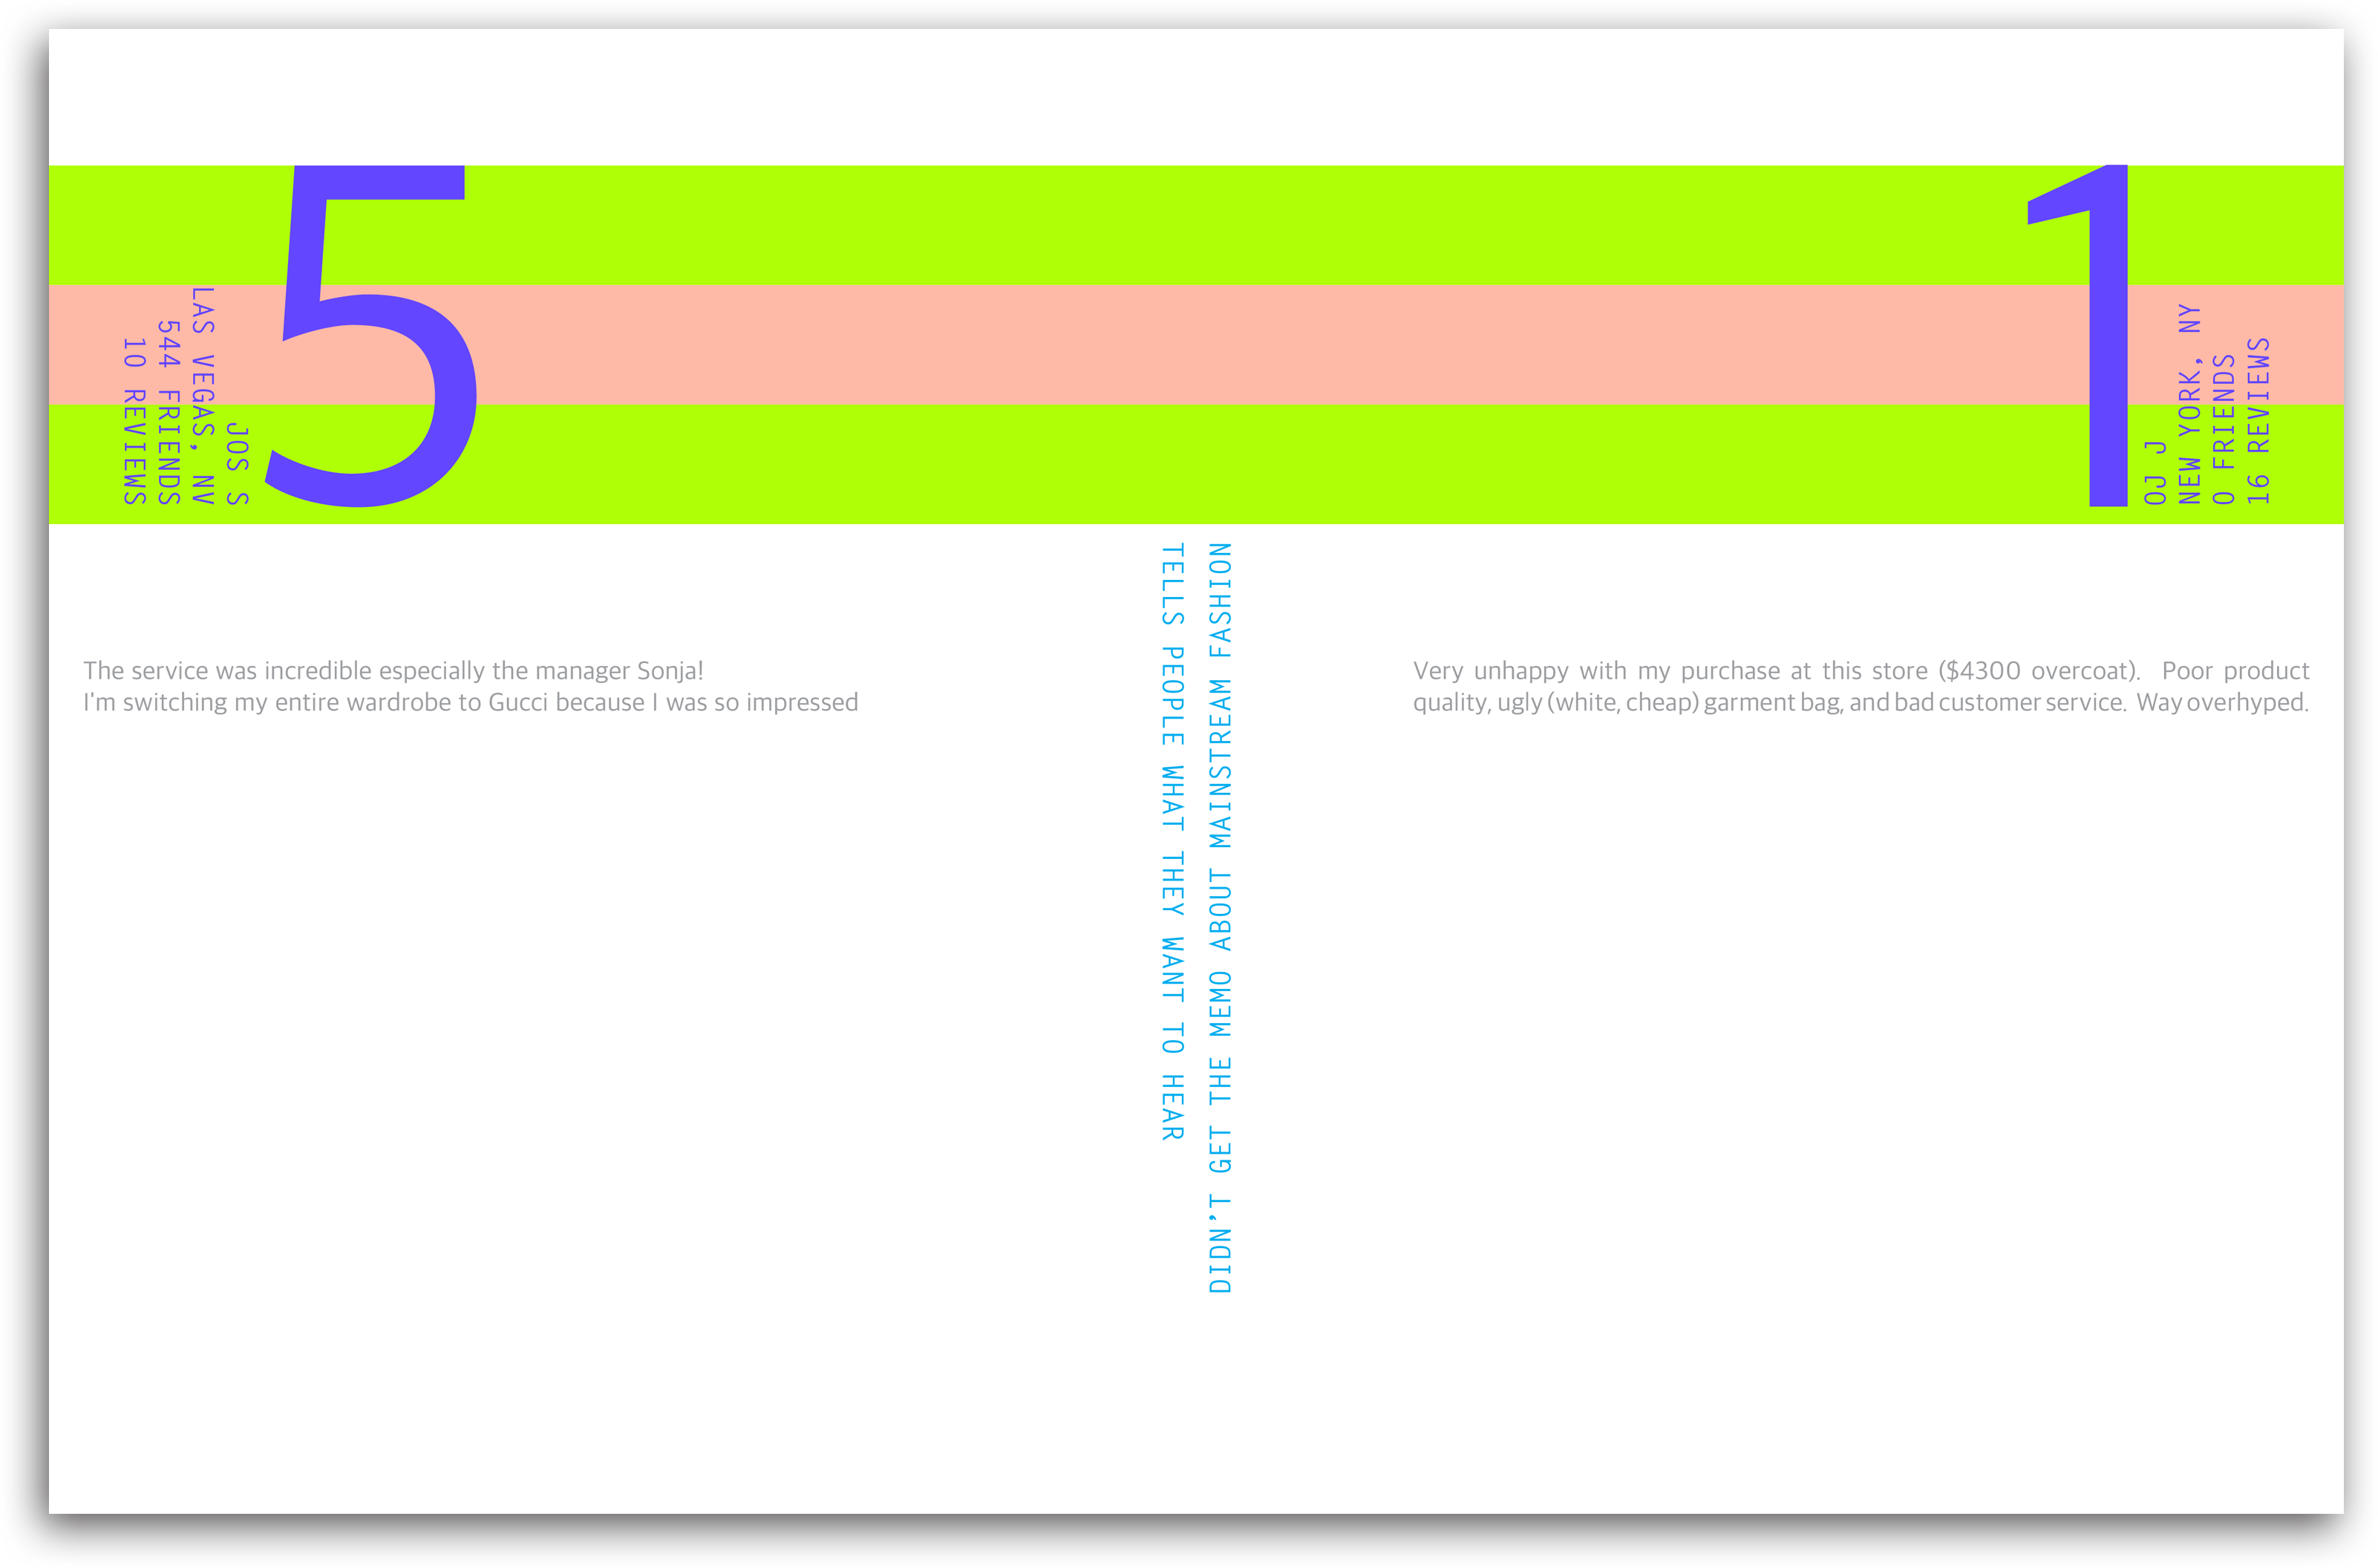 5
JOS S
LAS VEGAS, NV
544 FRIENDS
10 REVIEWS
The service was incredible especially the manager Sonja!
I'm switching my entire wardrobe to Gucci because I was so impressed
TELLS PEOPLE WHAT THEY WANT TO HEAR
1
OJ J
NEW YORK, NY
0 FRIENDS
16 REVIEWS
Very unhappy with my purchase at this store ($4300 overcoat). Poor product
quality, ugly (white, cheap) garment bag, and bad customer service. Way overhyped.
DIDN’T GET THE MEMO ABOUT MAINSTREAM FASHION